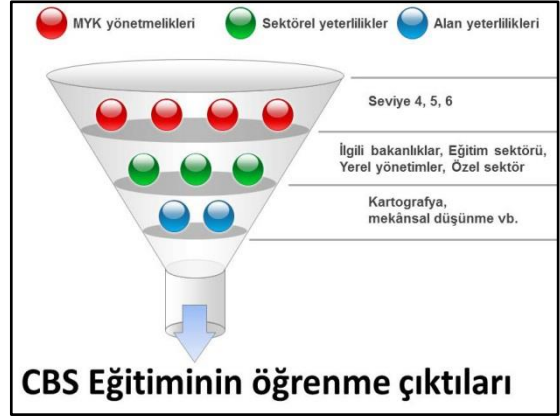 MYK yönetmelikleri
Sektörel yeterlilikler
Alan yeterlilikleri
Seviye 4, 5, 6
İlgili bakanlıklar, Eğitim sektörü,
Yerel yönetimler, Özel sektör
Kartografya,
mekânsal düşünme vb.
CBS Eğitiminin öğrenme çıktıları